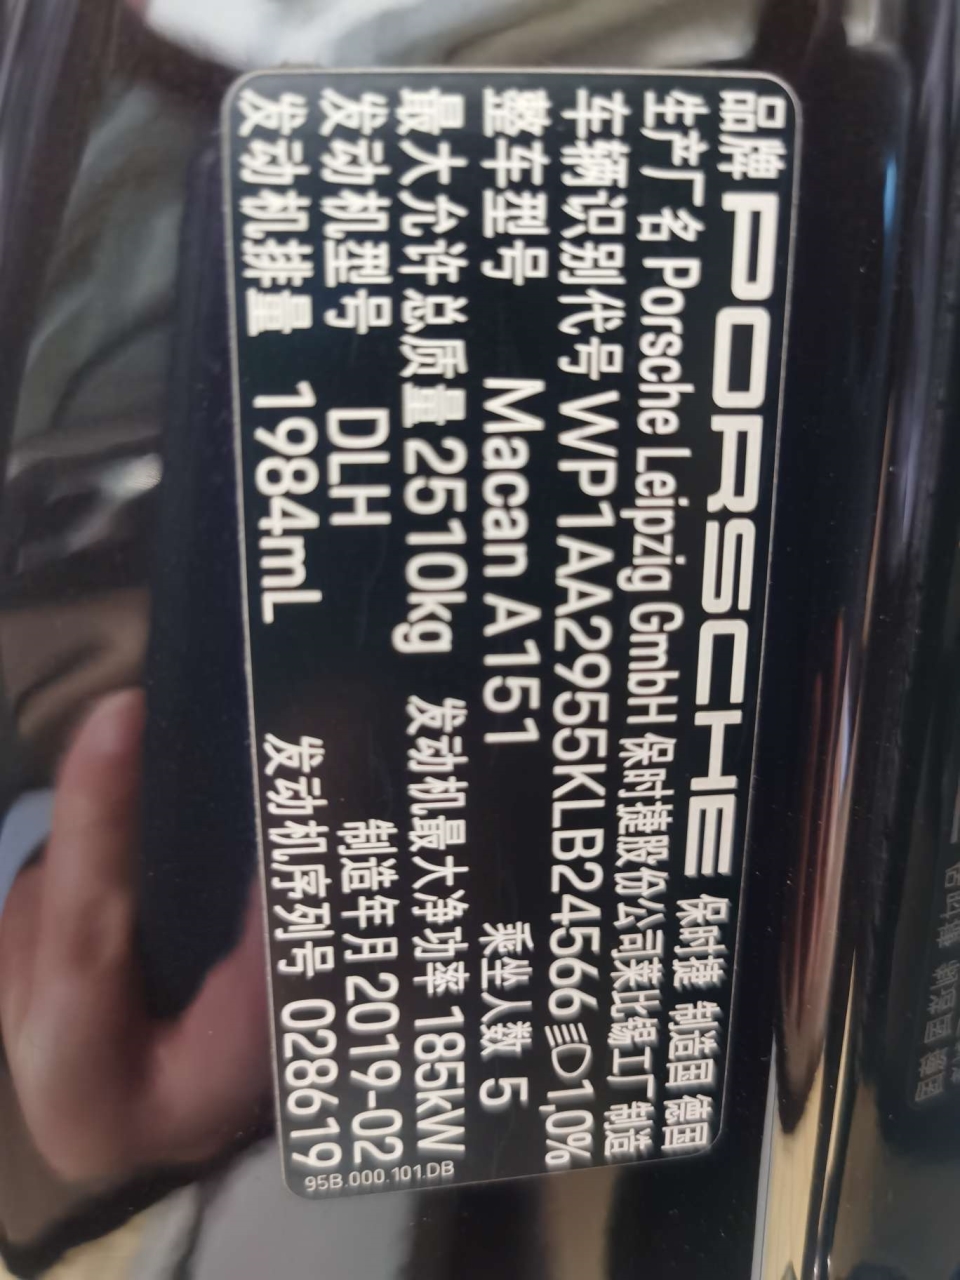 品牌 PORSCHE 保时捷 制造国 德国
生产厂名 Porsche Leipzig GmbH 保时捷股份公司莱比锡工厂 制造
车辆识别代号 WP1AA2955KLB24566 1,0%
整车型号 Macan A151 乘坐人数 5
最大允许总质量 2510kg 发动机最大净功率 185kW
发动机型号 DLH 制造年月 2019-02
发动机排量 1984mL 发动机序列号 028619
95B.000.101.DB